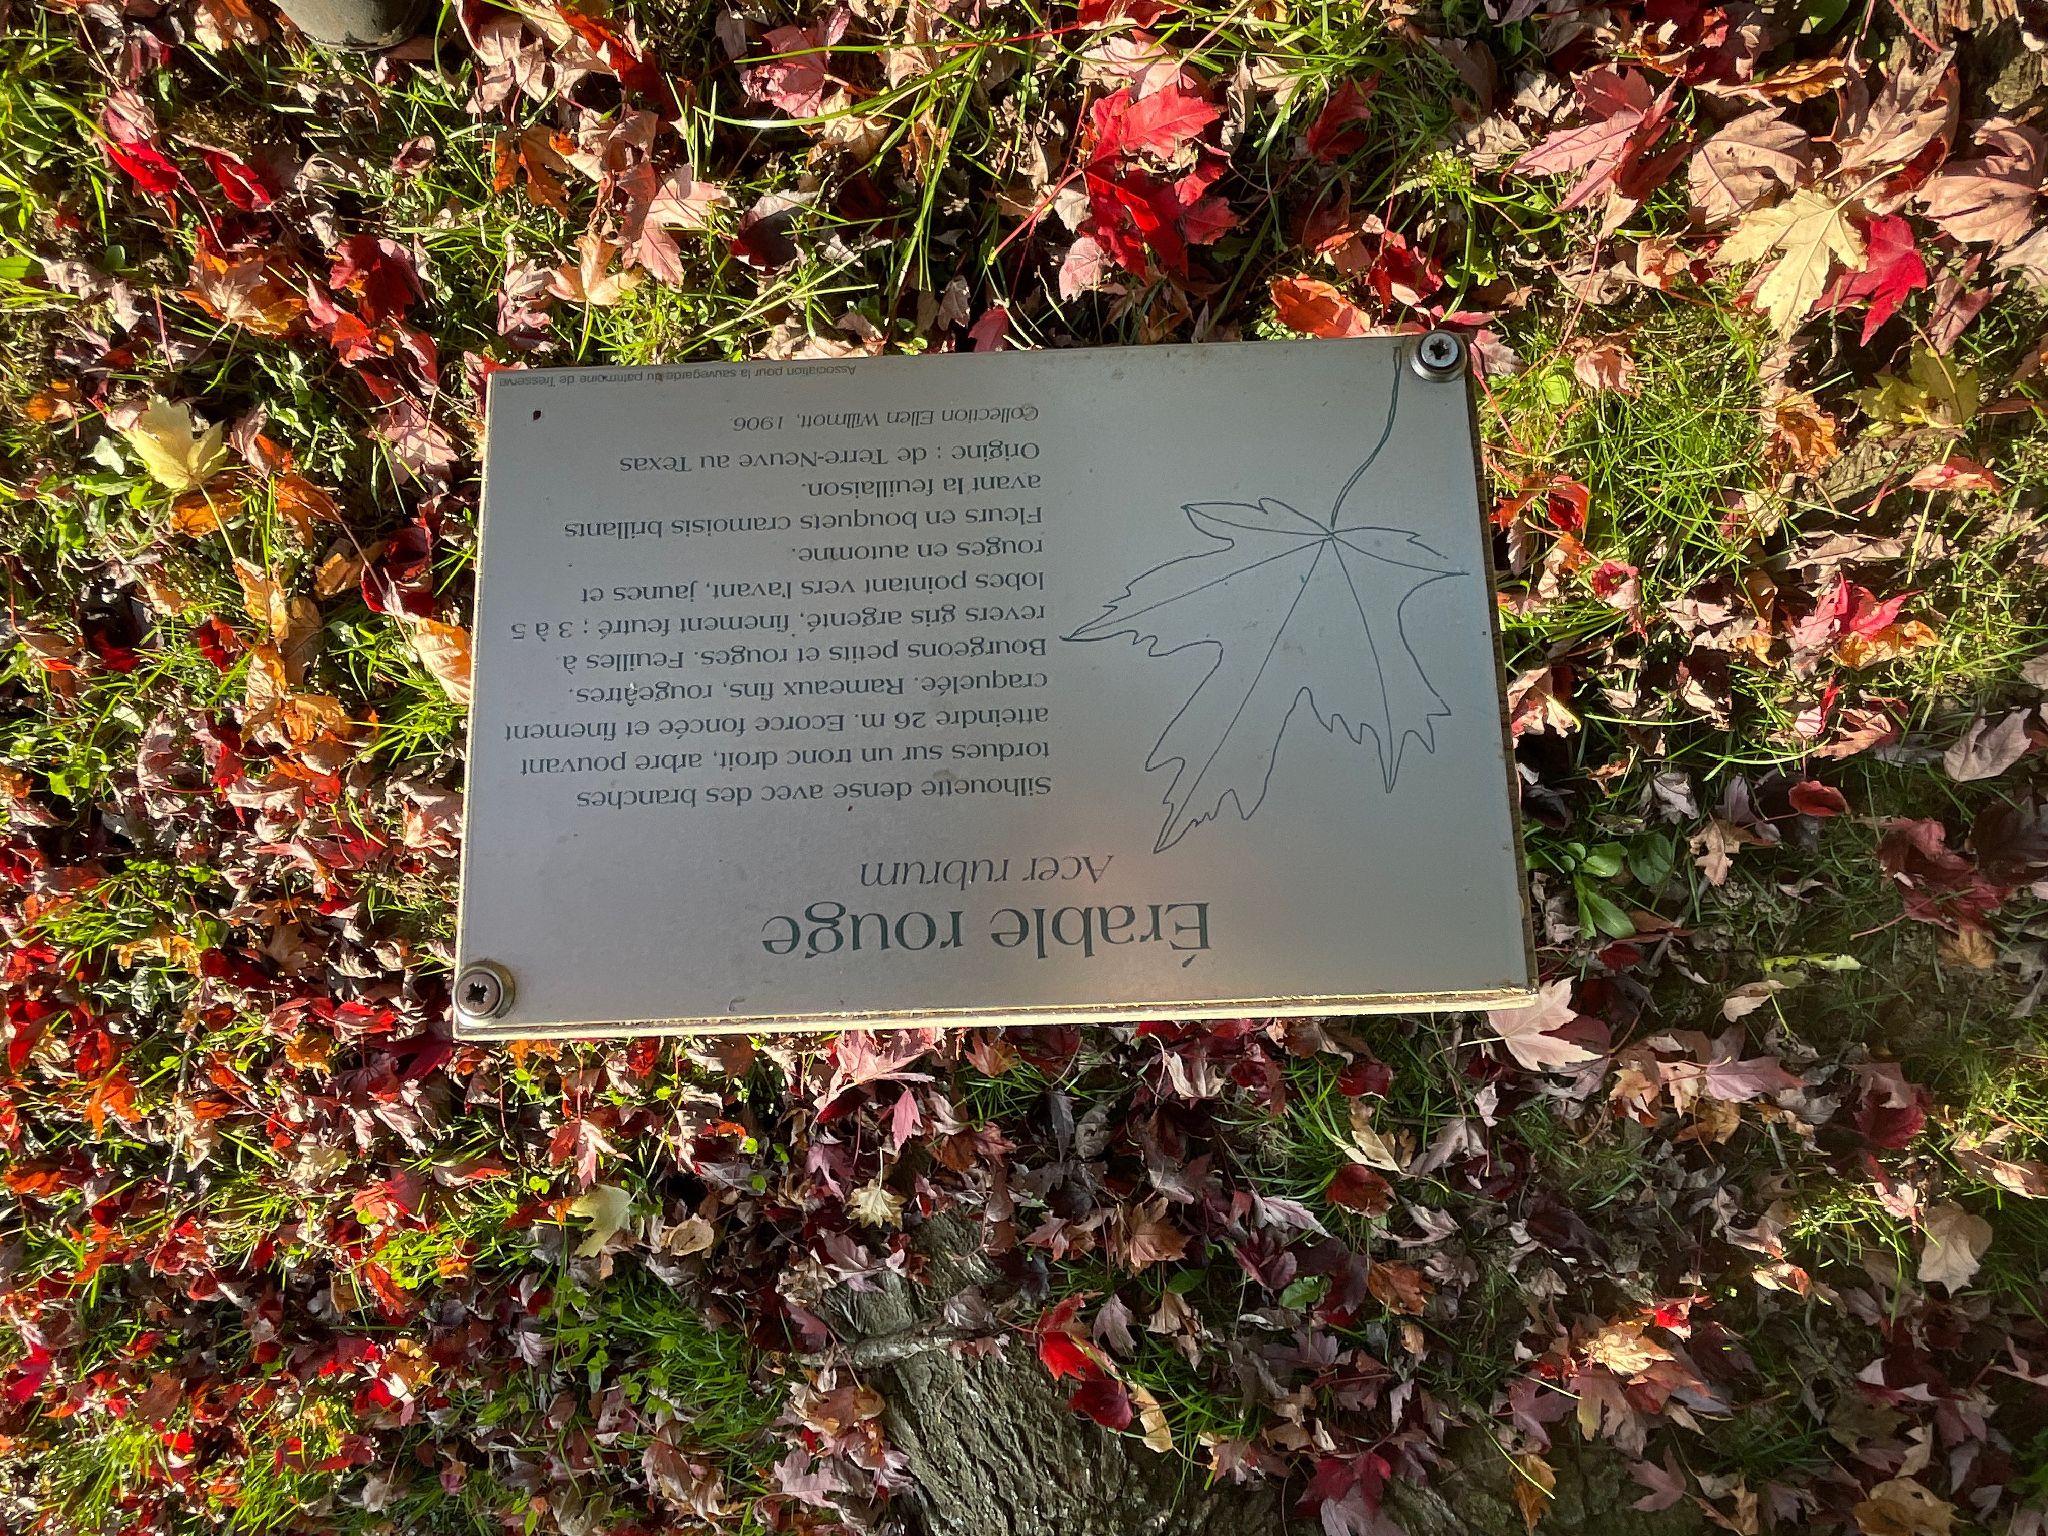 Érable rouge
Acer rubrum
Silhouette dense avec des branches
tordues sur un tronc droit, arbre pouvant
atteindre 26 m. Ecorce foncée et finement
craquelée. Rameaux fins, rougeâtres.
Bourgeons petits et rouges. Feuilles à
revers gris argenté, finement feutré ; 3 à 5
lobes pointant vers l'avant, jaunes et
rouges en automne.
Fleurs en bouquets cramoisis brillants
avant la feuillaison.
Origine : de Terre-Neuve au Texas
Collection Ellen Willmott, 1906
Association pour la sauvegarde du patrimoine de Tresserve